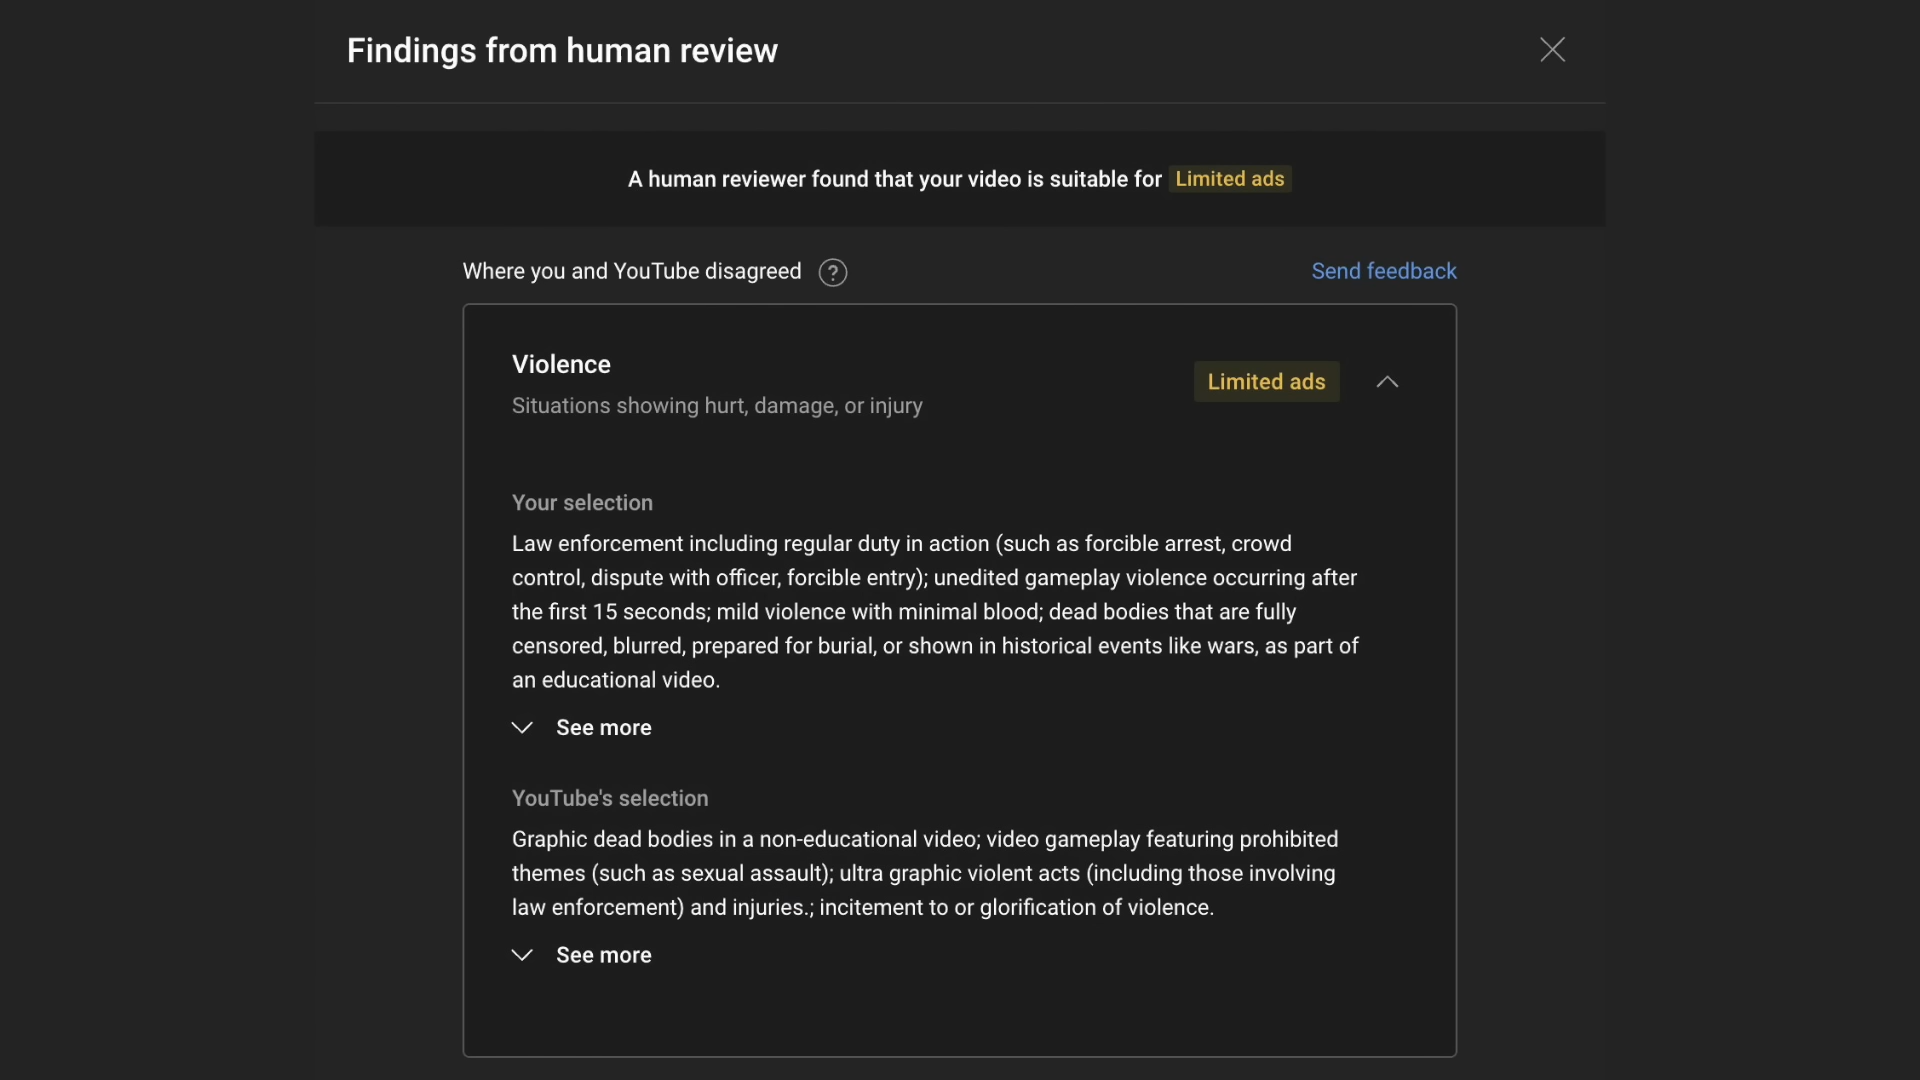 Findings from human review
A human reviewer found that your video is suitable for Limited ads
Where you and YouTube disagreed ?
Send feedback
Violence
Limited ads
Situations showing hurt, damage, or injury
Your selection
Law enforcement including regular duty in action (such as forcible arrest, crowd
control, dispute with officer, forcible entry); unedited gameplay violence occurring after
the first 15 seconds; mild violence with minimal blood; dead bodies that are fully
censored, blurred, prepared for burial, or shown in historical events like wars, as part of
an educational video.
See more
YouTube's selection
Graphic dead bodies in a non-educational video; video gameplay featuring prohibited
themes (such as sexual assault); ultra graphic violent acts (including those involving
law enforcement) and injuries.; incitement to or glorification of violence.
See more